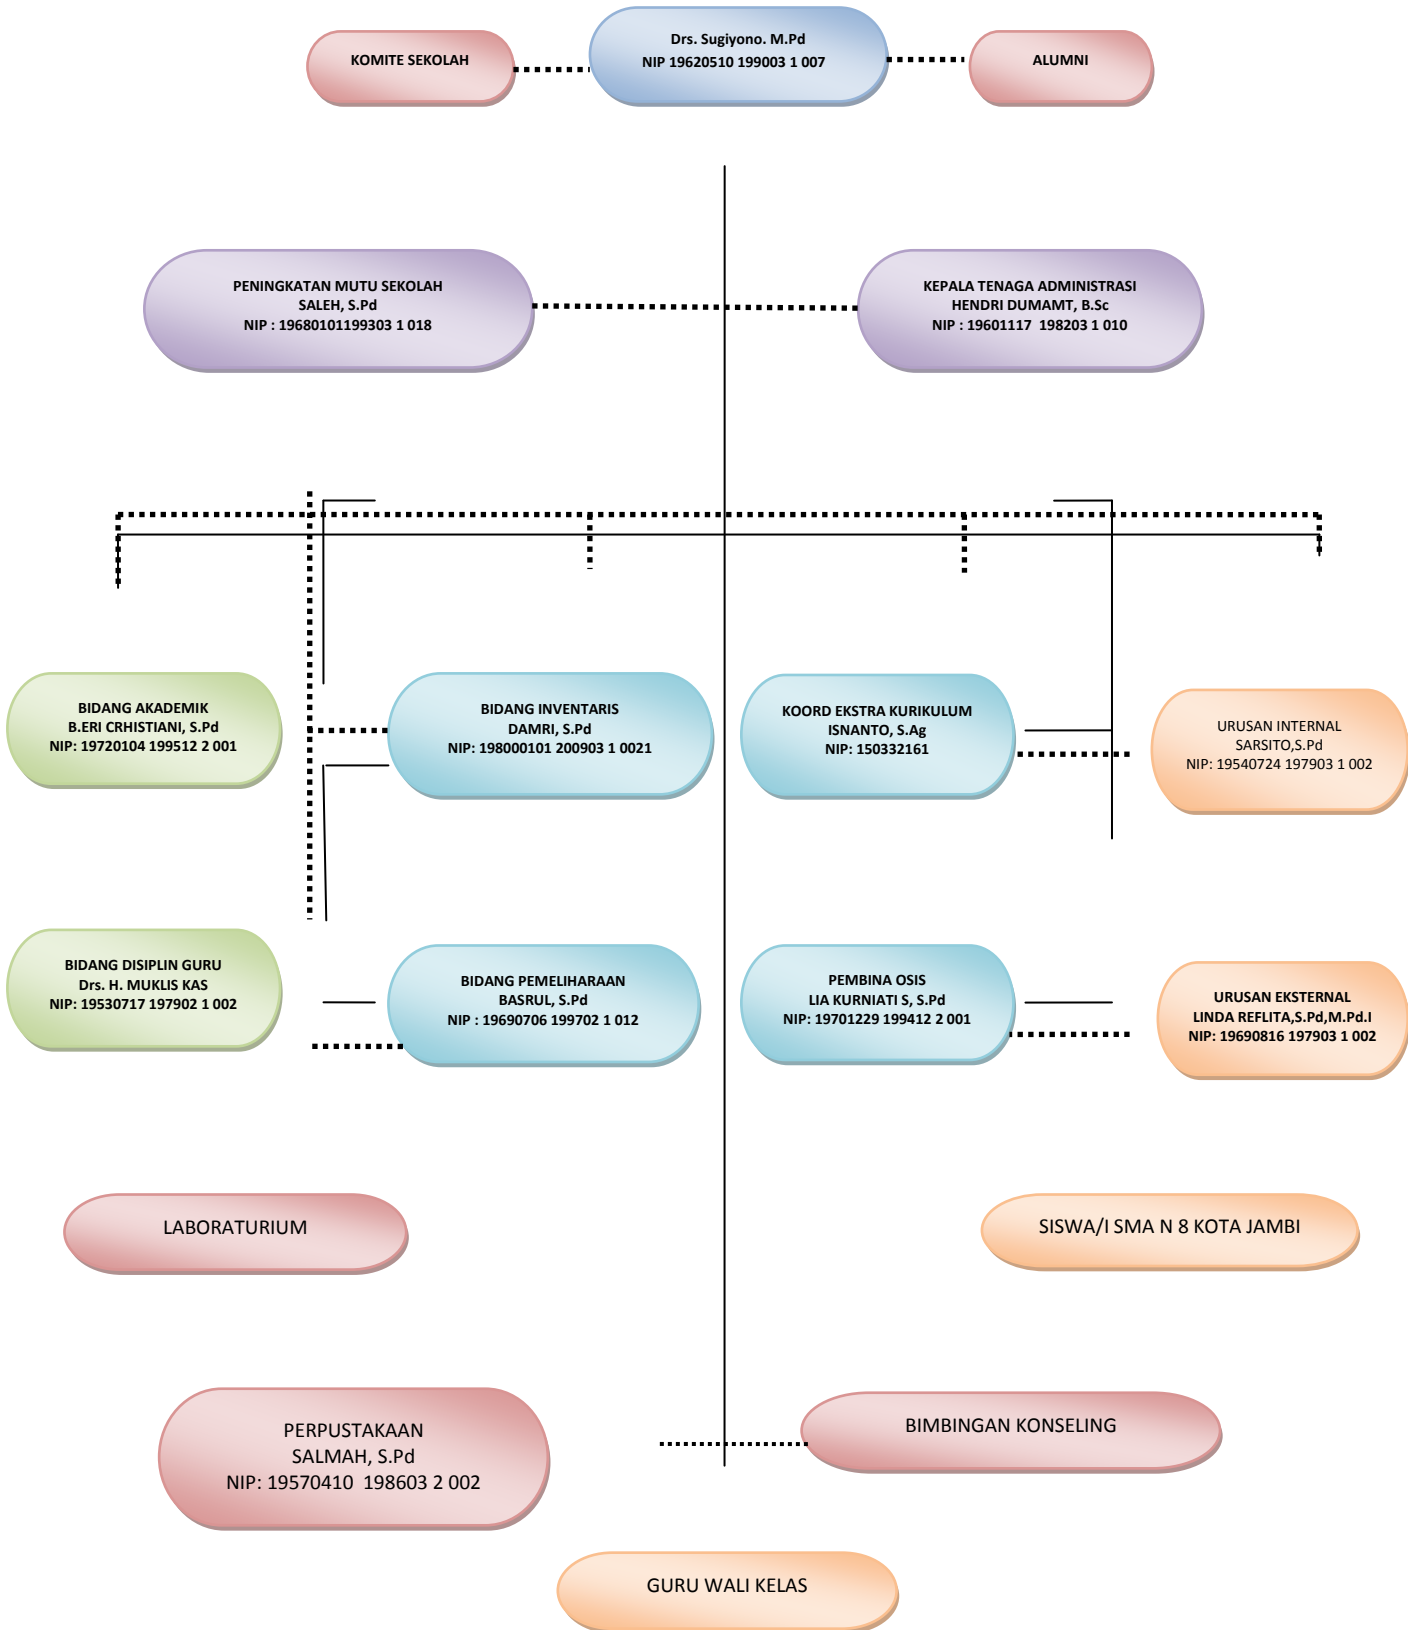 KOMITE SEKOLAH
Drs. Sugiyono. M.Pd
NIP 19620510 199003 1 007
ALUMNI
PENINGKATAN MUTU SEKOLAH
SALEH, S.Pd
NIP : 19680101199303 1 018
KEPALA TENAGA ADMINISTRASI
HENDRI DUMAMT, B.Sc
NIP : 19601117  198203 1 010
BIDANG AKADEMIK
B.ERI CRHISTIANI, S.Pd
NIP: 19720104 199512 2 001
BIDANG INVENTARIS
DAMRI, S.Pd
NIP: 198000101 200903 1 0021
KOORD EKSTRA KURIKULUM
ISNANTO, S.Ag
NIP: 150332161
URUSAN INTERNAL
SARSITO,S.Pd
NIP: 19540724 197903 1 002
BIDANG DISIPLIN GURU
Drs. H. MUKLIS KAS
NIP: 19530717 197902 1 002
BIDANG PEMELIHARAAN
BASRUL, S.Pd
NIP : 19690706 199702 1 012
PEMBINA OSIS
LIA KURNIATI S, S.Pd
NIP: 19701229 199412 2 001
URUSAN EKSTERNAL
LINDA REFLITA,S.Pd,M.Pd.I
NIP: 19690816 197903 1 002
LABORATURIUM
SISWA/I SMA N 8 KOTA JAMBI
PERPUSTAKAAN
SALMAH, S.Pd
NIP: 19570410  198603 2 002
BIMBINGAN KONSELING
GURU WALI KELAS